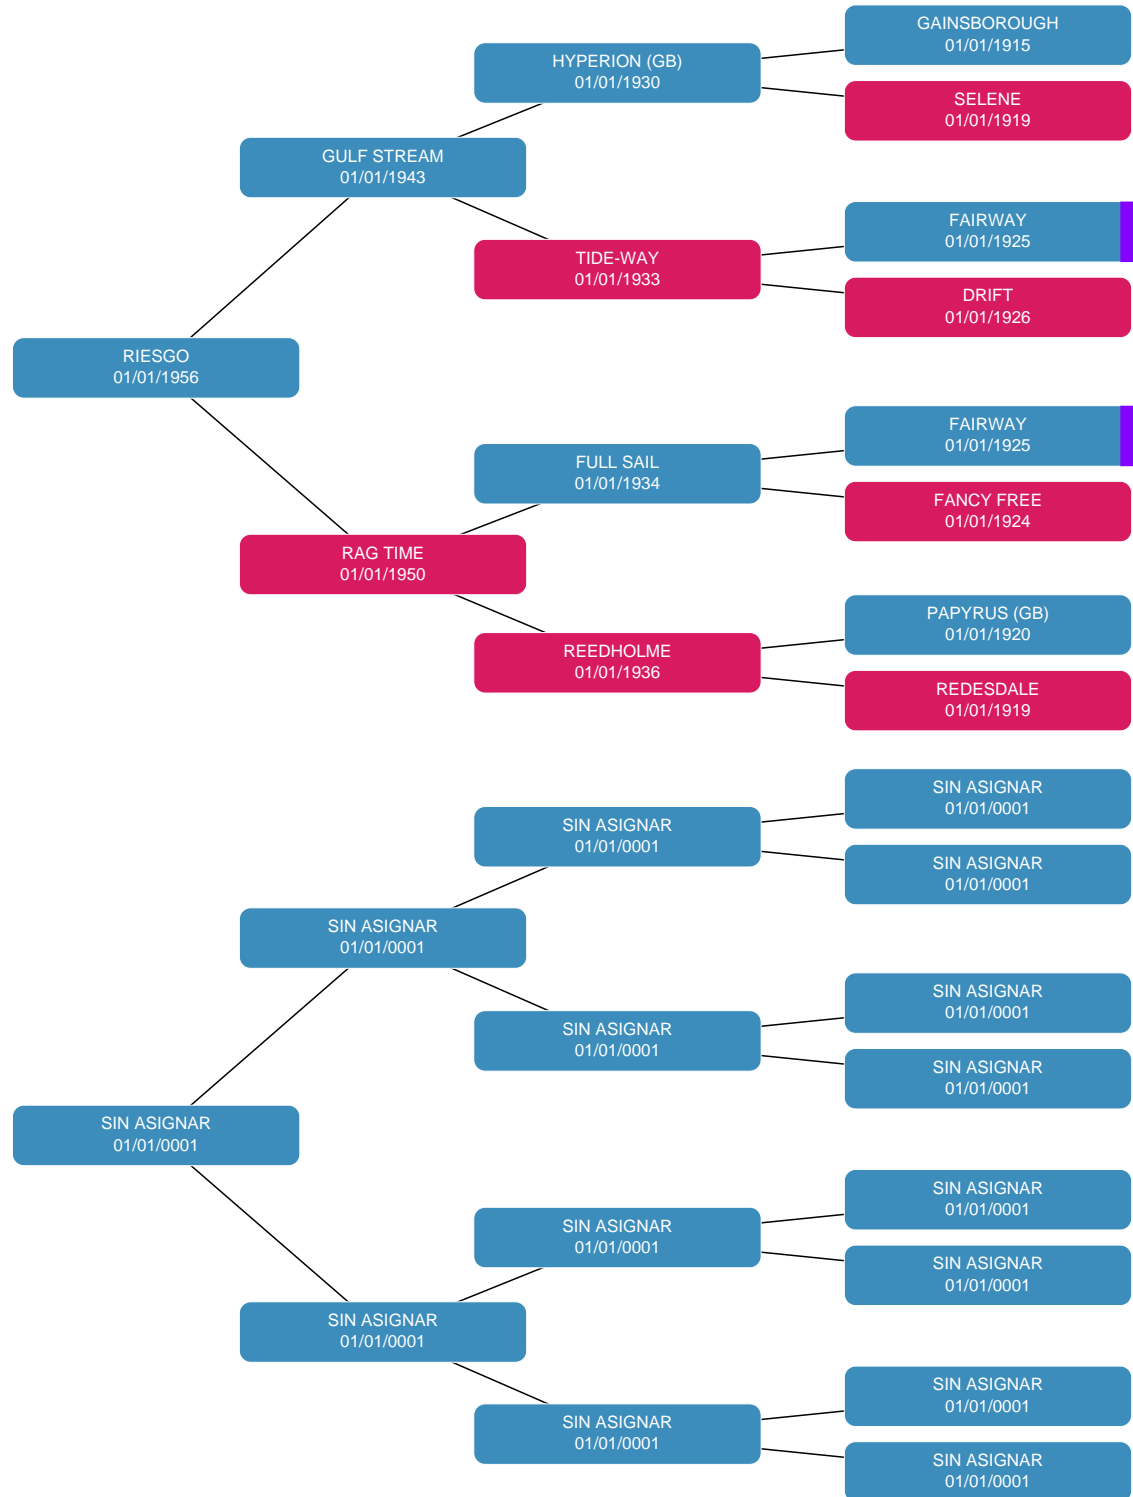 GAINSBOROUGH
01/01/1915
HYPERION (GB)
01/01/1930
SELENE
01/01/1919
GULF STREAM
01/01/1943
FAIRWAY
01/01/1925
TIDE-WAY
01/01/1933
DRIFT
01/01/1926
RIESGO
01/01/1956
FAIRWAY
01/01/1925
FULL SAIL
01/01/1934
FANCY FREE
01/01/1924
RAG TIME
01/01/1950
PAPYRUS (GB)
01/01/1920
REEDHOLME
01/01/1936
REDESDALE
01/01/1919
SIN ASIGNAR
01/01/0001
SIN ASIGNAR
01/01/0001
SIN ASIGNAR
01/01/0001
SIN ASIGNAR
01/01/0001
SIN ASIGNAR
01/01/0001
SIN ASIGNAR
01/01/0001
SIN ASIGNAR
01/01/0001
SIN ASIGNAR
01/01/0001
SIN ASIGNAR
01/01/0001
SIN ASIGNAR
01/01/0001
SIN ASIGNAR
01/01/0001
SIN ASIGNAR
01/01/0001
SIN ASIGNAR
01/01/0001
SIN ASIGNAR
01/01/0001
SIN ASIGNAR
01/01/0001